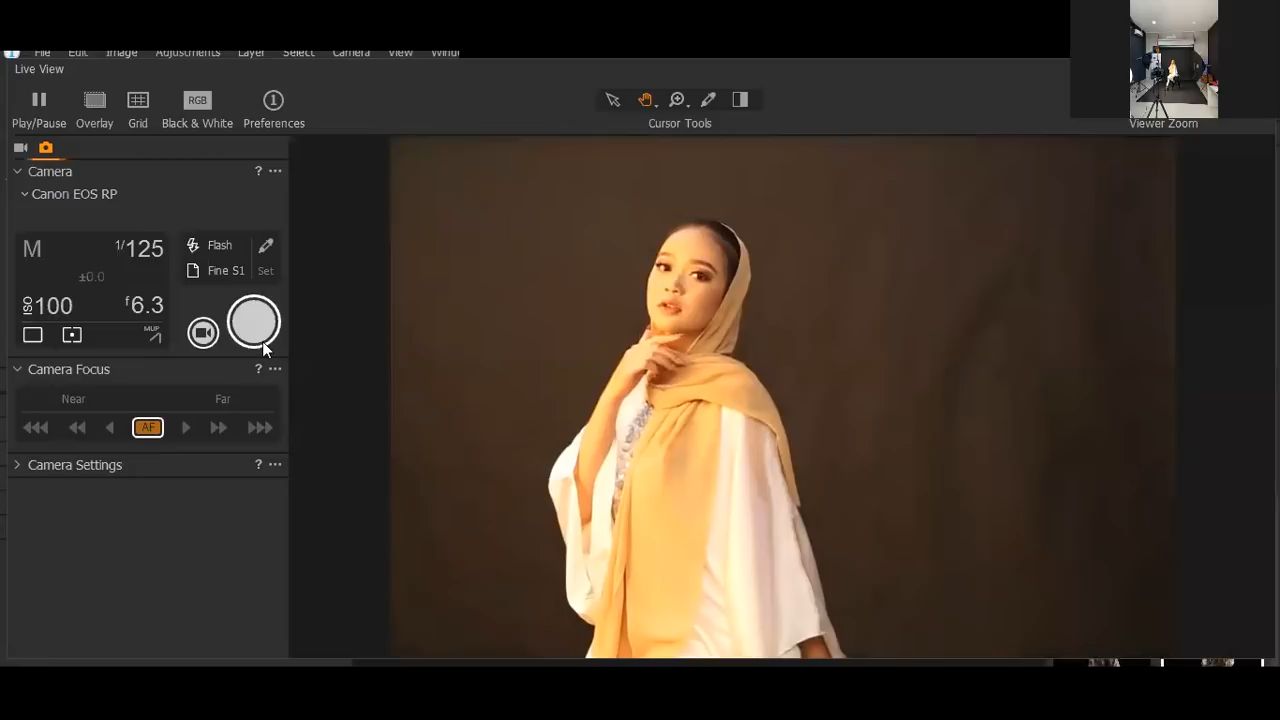 File Edit Image Adjustments Layer Select Camera View
Live View
Play/Pause Overlay Grid RGB Black & White Preferences
Cursor Tools
Viewer Zoom
Camera ? ...
Canon EOS RP
M 1/125
±0.0
ISO 100 f6.3
MUP
Flash
Fine S1 Set
Camera Focus ? ...
Near Far
AF
Camera Settings ? ...